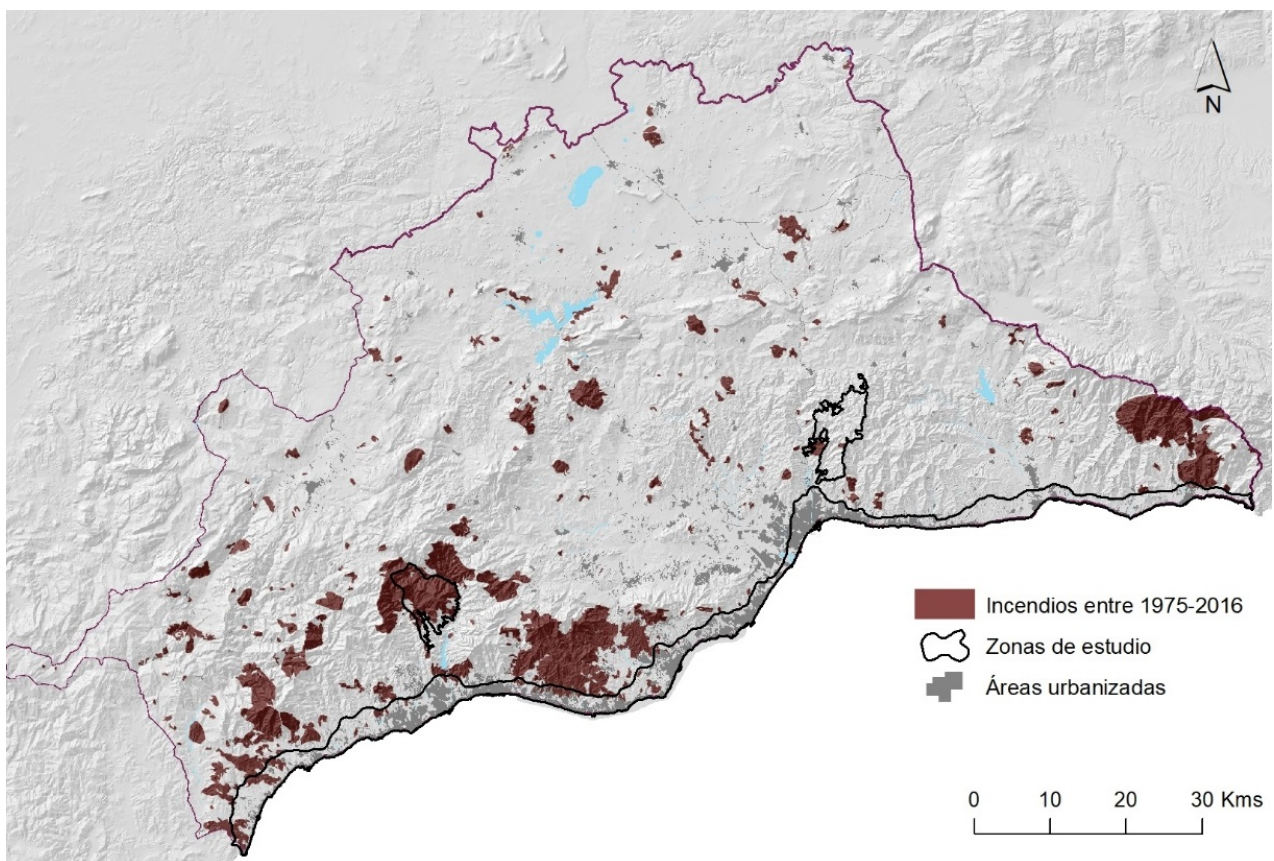 N
Incendios entre 1975-2016
Zonas de estudio
Áreas urbanizadas
0 10 20 30 Kms